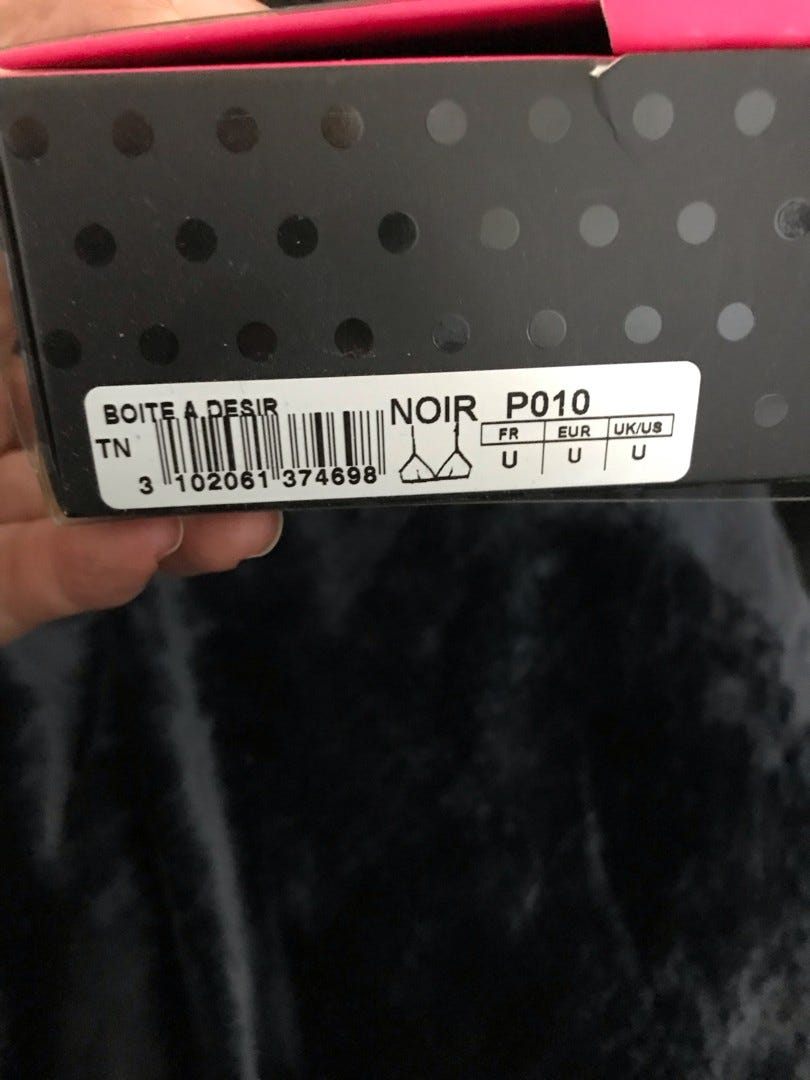 BOITE A DESIR
NOIR P010
TN
FR EUR UK/US
U U U
3 102061 374698